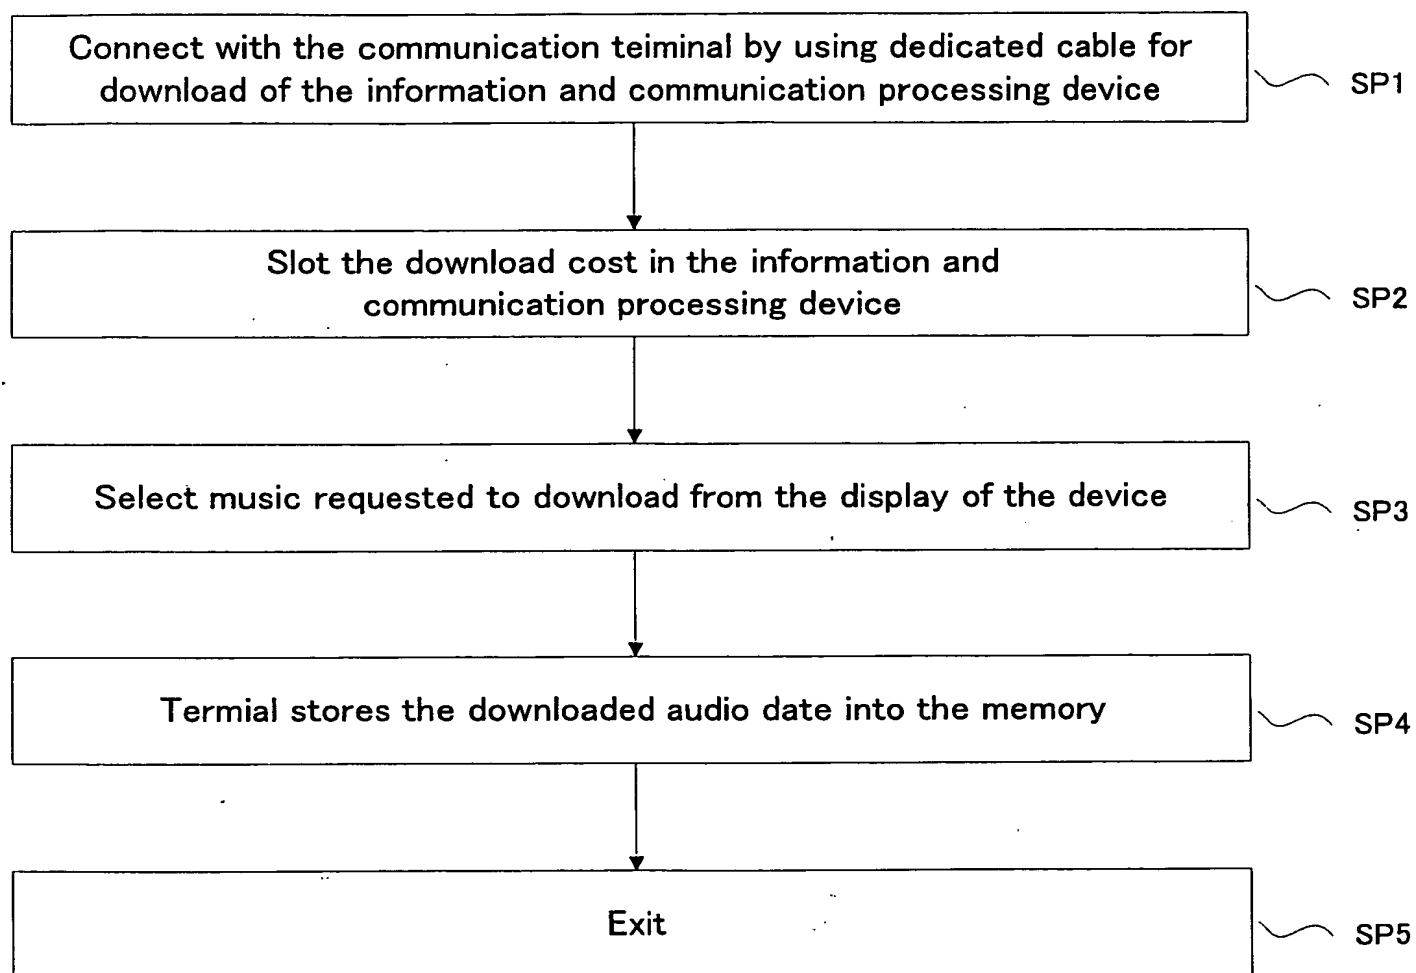 Connect with the communication teiminal by using dedicated cable for
download of the information and communication processing device
SP1
Slot the download cost in the information and
communication processing device
SP2
Select music requested to download from the display of the device
SP3
Termial stores the downloaded audio date into the memory
SP4
Exit
SP5